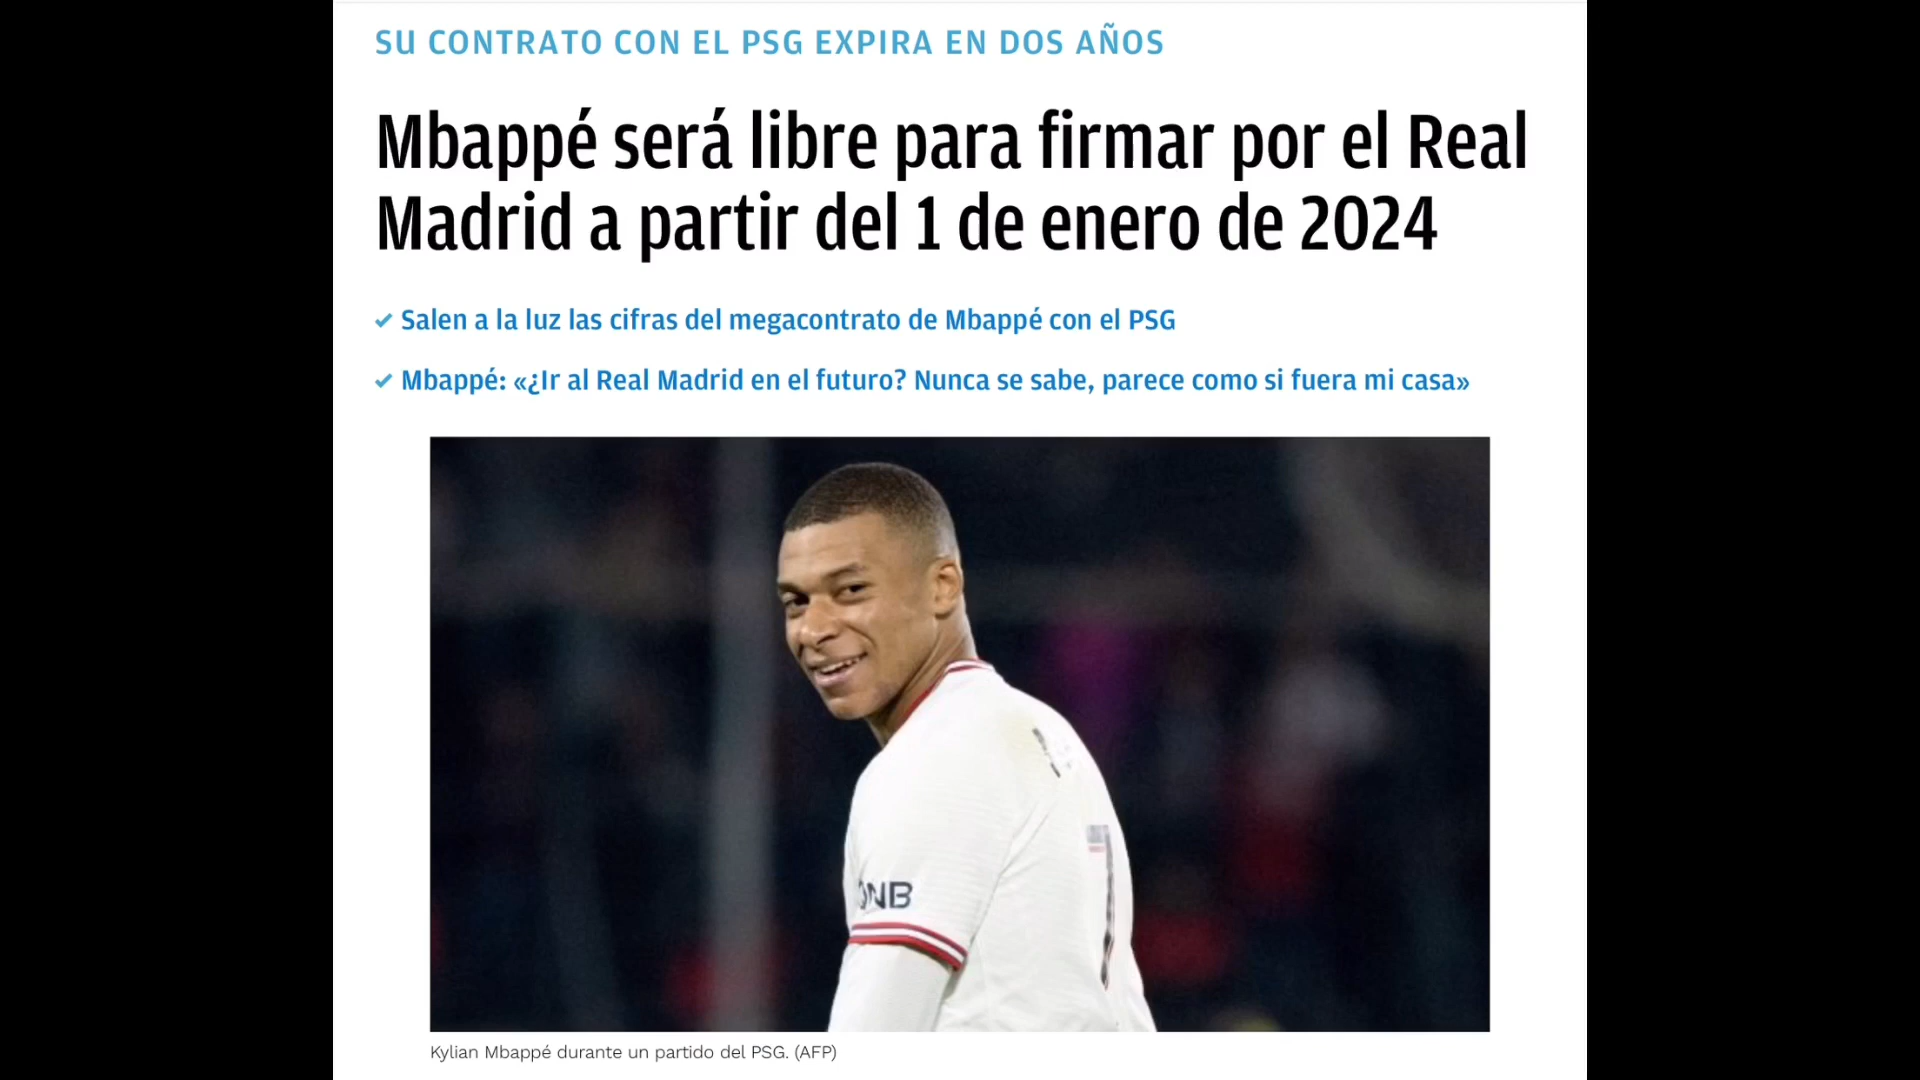 SU CONTRATO CON EL PSG EXPIRA EN DOS AÑOS
Mbappé será libre para firmar por el Real
Madrid a partir del 1 de enero de 2024
Salen a la luz las cifras del megacontrato de Mbappé con el PSG
Mbappé: «¿Ir al Real Madrid en el futuro? Nunca se sabe, parece como si fuera mi casa»
QNB
7
Kylian Mbappé durante un partido del PSG. (AFP)